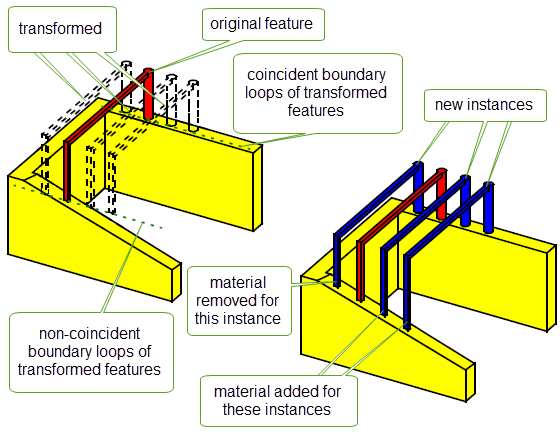 transformed
original feature
coincident boundary
loops of transformed
features
new instances
material
removed for
this instance
non-coincident
boundary loops of
transformed features
material added for
these instances